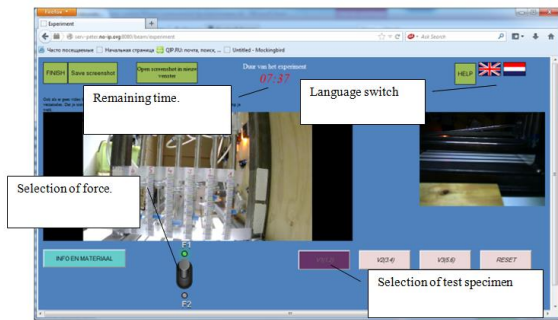 Firefox
Experiment
no-ip.org:8080/beam/experiment
Ask Search
Часто посещаемые Начальная страница QIP.RU: почта, поиск, ... Untitled - Mockingbird
FINISH Save screenshot
Open screenshot in nieuw
venster
Duur van het experiment
07:37
HELP
Remaining time.
Language switch
Selection of force.
F1
F2
INFO EN MATERIAAL
V2(3.4) V3(5.6) RESET
Selection of test specimen